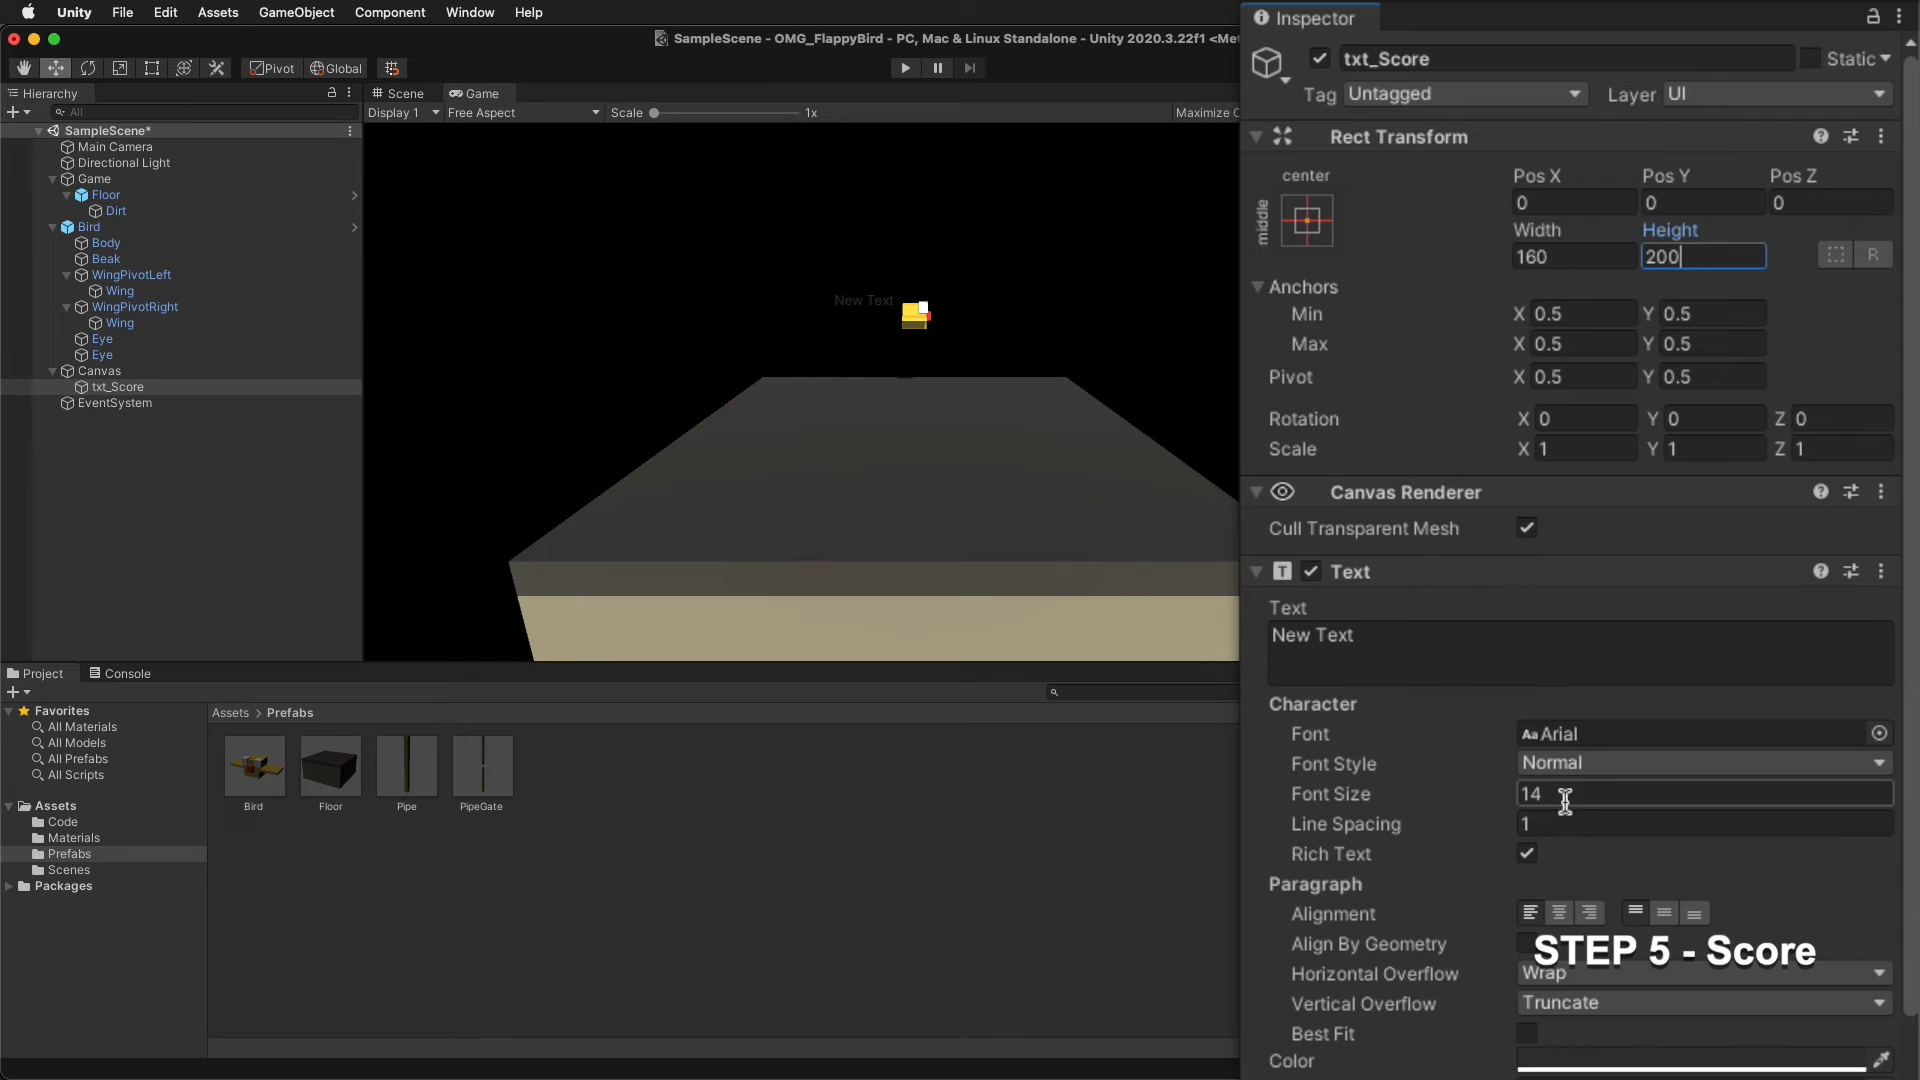 Unity File Edit Assets GameObject Component Window Help
SampleScene - OMG_FlappyBird - PC, Mac & Linux Standalone - Unity 2020.3.22f1 <Met
Pivot Global
Hierarchy
All
SampleScene*
Main Camera
Directional Light
Game
Floor
Dirt
Bird
Body
Beak
WingPivotLeft
Wing
WingPivotRight
Wing
Eye
Eye
Canvas
txt_Score
EventSystem
Scene Game
Display 1 Free Aspect Scale 1x Maximize O
New Text
Project Console
Favorites
All Materials
All Models
All Prefabs
All Scripts
Assets
Code
Materials
Prefabs
Scenes
Packages
Assets > Prefabs
Bird Floor Pipe PipeGate
Inspector
txt_Score Static
Tag Untagged Layer UI
Rect Transform
center
middle
Pos X Pos Y Pos Z
0 0 0
Width Height
160 200 R
Anchors
Min X 0.5 Y 0.5
Max X 0.5 Y 0.5
Pivot X 0.5 Y 0.5
Rotation X 0 Y 0 Z 0
Scale X 1 Y 1 Z 1
Canvas Renderer
Cull Transparent Mesh
T Text
Text
New Text
Character
Font Aa Arial
Font Style Normal
Font Size 14
Line Spacing 1
Rich Text
Paragraph
Alignment
Align By Geometry
STEP 5 - Score
Horizontal Overflow Wrap
Vertical Overflow Truncate
Best Fit
Color